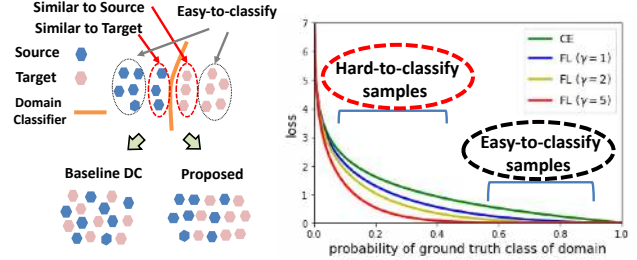 Similar to Source
Similar to Target
Easy-to-classify
Source
Target
Domain
Classifier
Baseline DC
Proposed
7
6
5
4
3
2
1
0
loss
0.0
0.2
0.4
0.6
0.8
1.0
probability of ground truth class of domain
CE
FL (γ = 1)
FL (γ = 2)
FL (γ = 5)
Hard-to-classify
samples
Easy-to-classify
samples